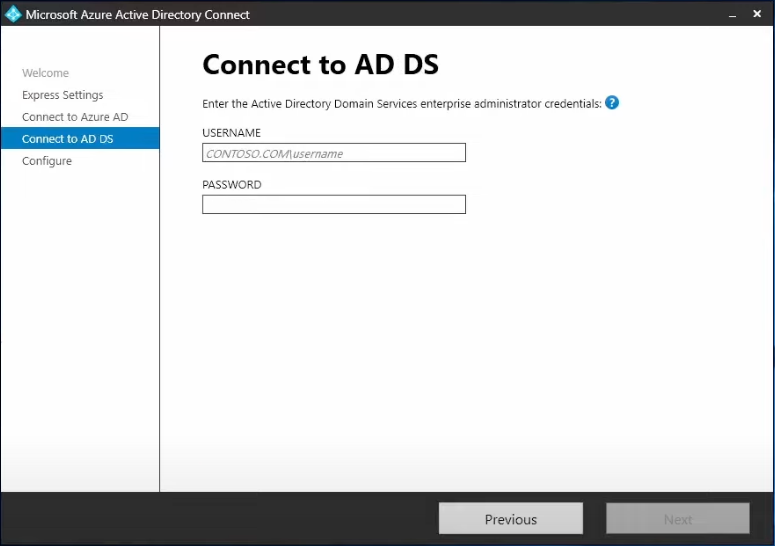 Microsoft Azure Active Directory Connect
Welcome
Express Settings
Connect to Azure AD
Connect to AD DS
Configure
Connect to AD DS
Enter the Active Directory Domain Services enterprise administrator credentials: ?
USERNAME
CONTOSO.COM\username
PASSWORD
Previous
Next